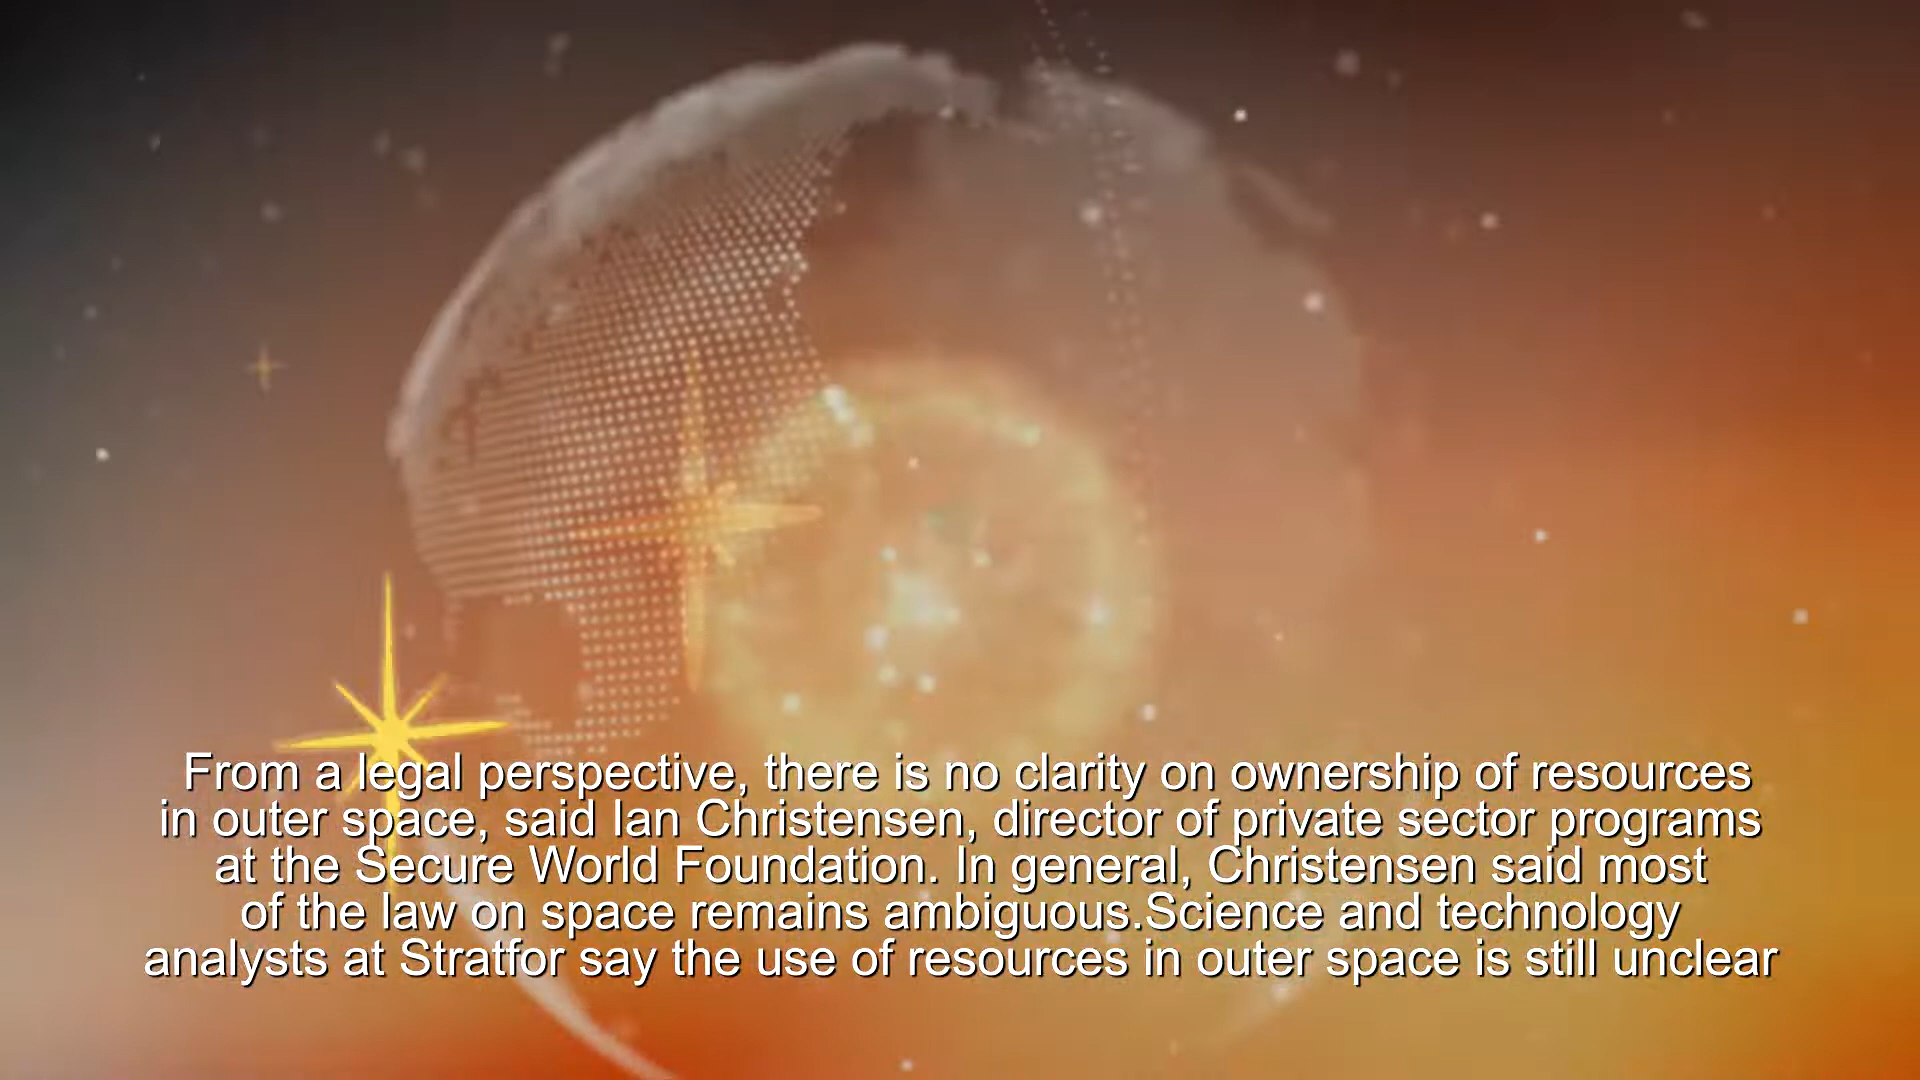 From a legal perspective, there is no clarity on ownership of resources
in outer space, said Ian Christensen, director of private sector programs
at the Secure World Foundation. In general, Christensen said most
of the law on space remains ambiguous.Science and technology
analysts at Stratfor say the use of resources in outer space is still unclear